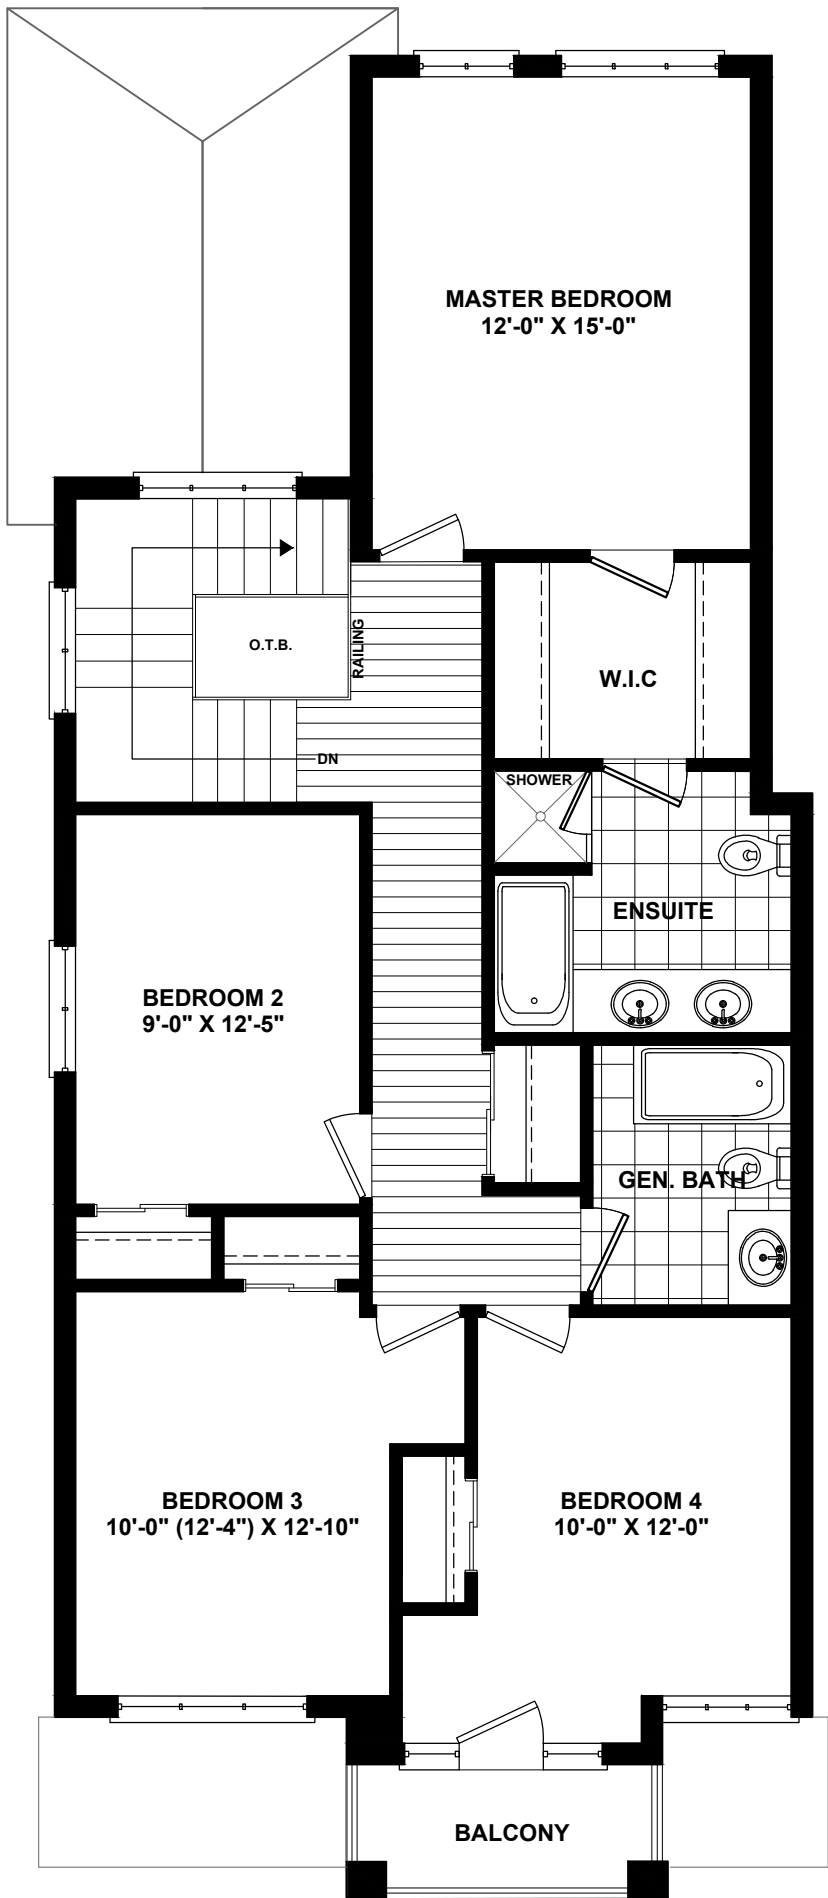 MASTER BEDROOM
12'-0" X 15'-0"
O.T.B.
RAILING
W.I.C
DN
SHOWER
ENSUITE
BEDROOM 2
9'-0" X 12'-5"
GEN. BATH
BEDROOM 3
10'-0" (12'-4") X 12'-10"
BEDROOM 4
10'-0" X 12'-0"
BALCONY